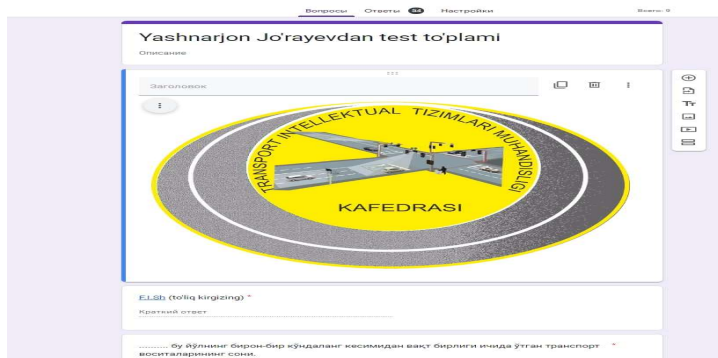 Вопросы Ответы 54 Настройки Всего: 0
Yashnarjon Jo'rayevdan test to'plami
Описание
Заголовок
TRANSPORT INTELLEKTUAL TIZIMLARI MUHANDISLIGI
KAFEDRASI
F.I.Sh (to'liq kirgizing) *
Краткий ответ
.......... бу йўлнинг бирон-бир кўндаланг кесимидан вақт бирлиги ичида ўтган транспорт *
воситаларининг сони.